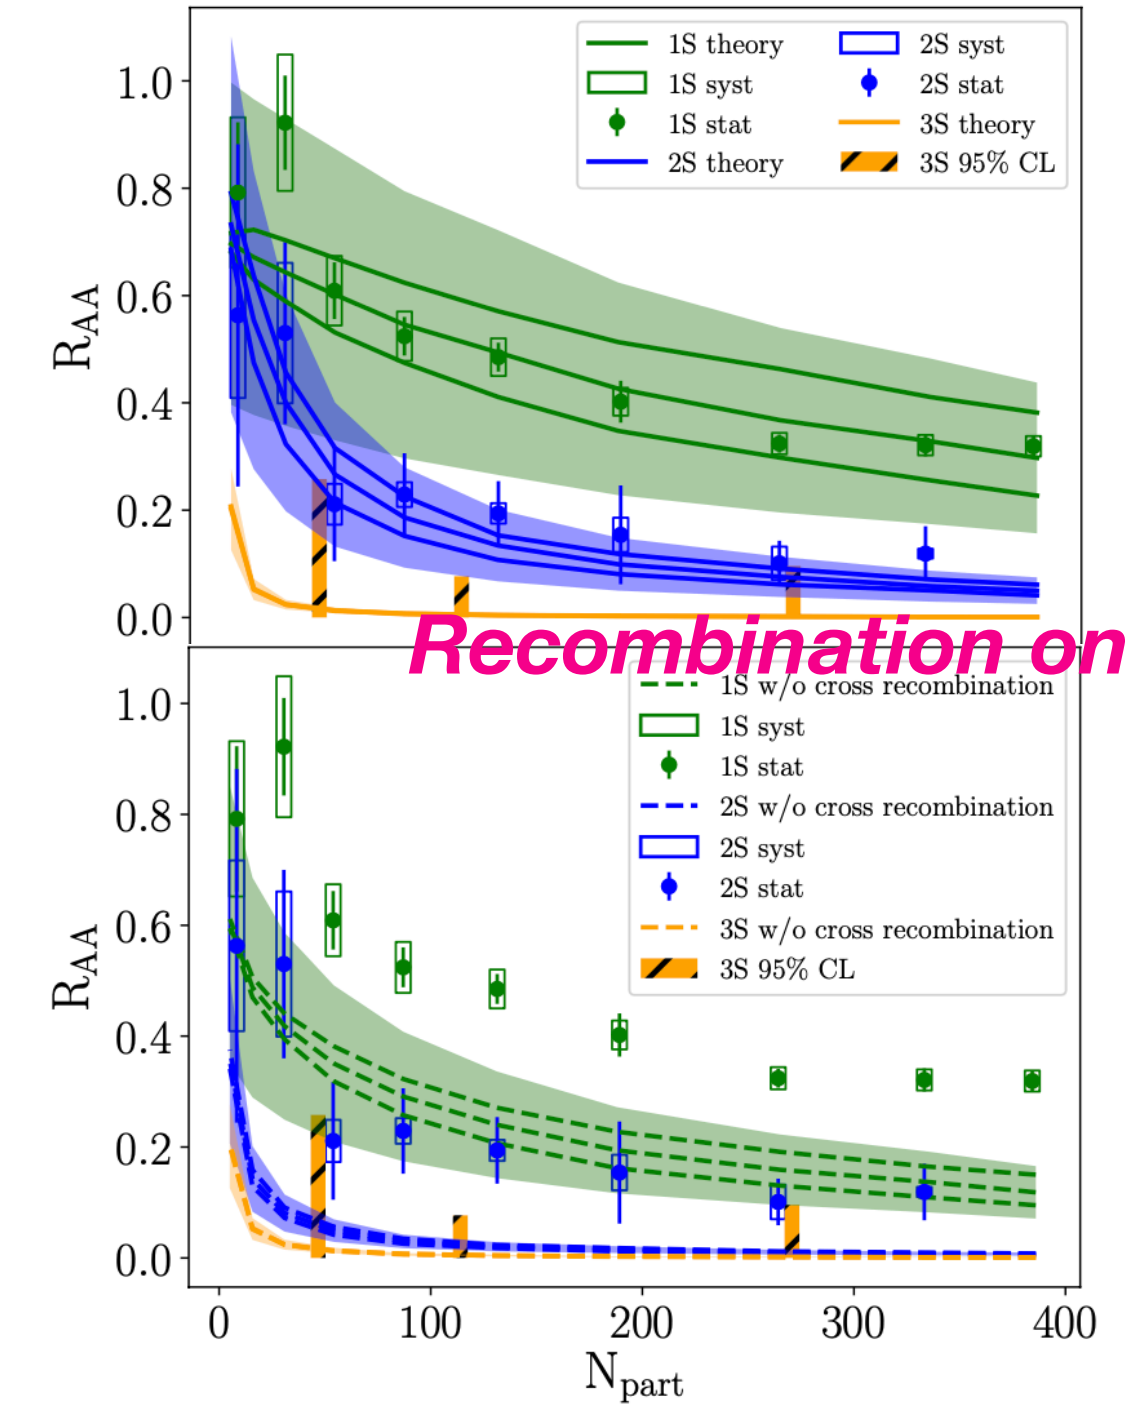 1.0
0.8
0.6
0.4
0.2
0.0
R_AA
1S theory
1S syst
1S stat
2S theory
2S syst
2S stat
3S theory
3S 95% CL
Recombination on
1.0
0.8
0.6
0.4
0.2
0.0
R_AA
1S w/o cross recombination
1S syst
1S stat
2S w/o cross recombination
2S syst
2S stat
3S w/o cross recombination
3S 95% CL
0 100 200 300 400
N_part